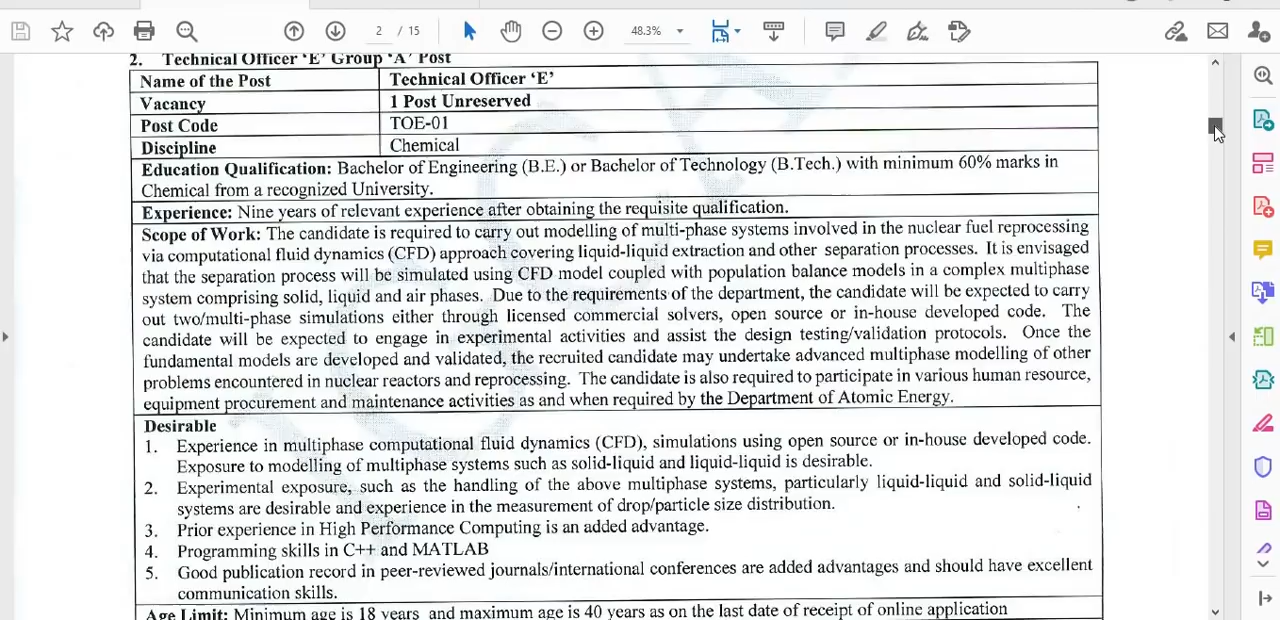 2 / 15
48.3%
2. Technical Officer ‘E’ Group ‘A’ Post
Name of the Post Technical Officer ‘E’
Vacancy 1 Post Unreserved
Post Code TOE-01
Discipline Chemical
Education Qualification: Bachelor of Engineering (B.E.) or Bachelor of Technology (B.Tech.) with minimum 60% marks in
Chemical from a recognized University.
Experience: Nine years of relevant experience after obtaining the requisite qualification.
Scope of Work: The candidate is required to carry out modelling of multi-phase systems involved in the nuclear fuel reprocessing
via computational fluid dynamics (CFD) approach covering liquid-liquid extraction and other separation processes. It is envisaged
that the separation process will be simulated using CFD model coupled with population balance models in a complex multiphase
system comprising solid, liquid and air phases. Due to the requirements of the department, the candidate will be expected to carry
out two/multi-phase simulations either through licensed commercial solvers, open source or in-house developed code. The
candidate will be expected to engage in experimental activities and assist the design testing/validation protocols. Once the
fundamental models are developed and validated, the recruited candidate may undertake advanced multiphase modelling of other
problems encountered in nuclear reactors and reprocessing. The candidate is also required to participate in various human resource,
equipment procurement and maintenance activities as and when required by the Department of Atomic Energy.
Desirable
1. Experience in multiphase computational fluid dynamics (CFD), simulations using open source or in-house developed code.
Exposure to modelling of multiphase systems such as solid-liquid and liquid-liquid is desirable.
2. Experimental exposure, such as the handling of the above multiphase systems, particularly liquid-liquid and solid-liquid
systems are desirable and experience in the measurement of drop/particle size distribution.
3. Prior experience in High Performance Computing is an added advantage.
4. Programming skills in C++ and MATLAB
5. Good publication record in peer-reviewed journals/international conferences are added advantages and should have excellent
communication skills.
Age Limit: Minimum age is 18 years and maximum age is 40 years as on the last date of receipt of online application